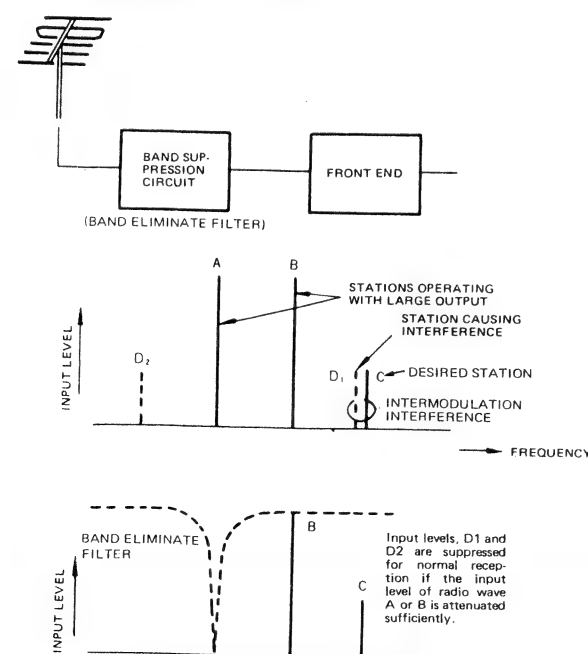 BAND SUP-
PRESSION
CIRCUIT
FRONT END
(BAND ELIMINATE FILTER)
A
B
STATIONS OPERATING
WITH LARGE OUTPUT
STATION CAUSING
INTERFERENCE
D₂
D₁
C
DESIRED STATION
INTERMODULATION
INTERFERENCE
INPUT LEVEL
FREQUENCY
BAND ELIMINATE
FILTER
B
C
INPUT LEVEL
Input levels, D1 and
D2 are suppressed
for normal recep-
tion if the input
level of radio wave
A or B is attenuated
sufficiently.